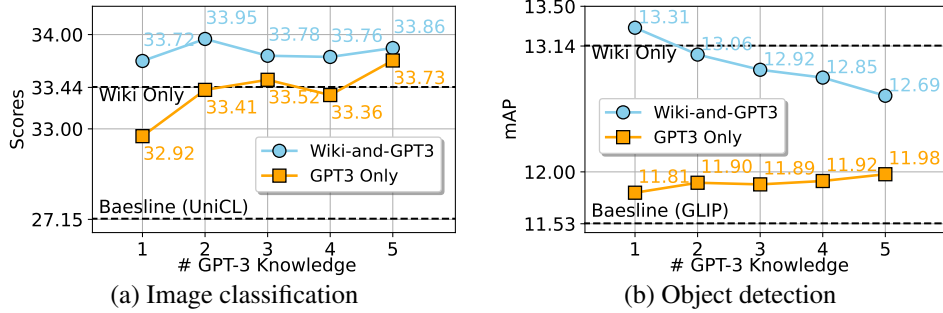 34.00
33.44
33.00
27.15
Scores
33.72
33.95
33.78
33.76
33.86
Wiki Only
32.92
33.41
33.52
33.36
33.73
Wiki-and-GPT3
GPT3 Only
Baesline (UniCL)
1 2 3 4 5
# GPT-3 Knowledge
(a) Image classification
13.50
13.14
12.00
11.53
mAP
13.31
13.06
12.92
12.85
12.69
Wiki Only
Wiki-and-GPT3
GPT3 Only
11.81
11.90
11.89
11.92
11.98
Baesline (GLIP)
1 2 3 4 5
# GPT-3 Knowledge
(b) Object detection